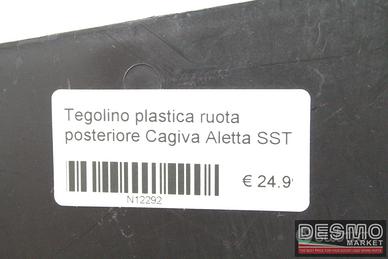 Tegolino plastica ruota
posteriore Cagiva Aletta SST
€ 24.9
N12292
DESMO
MARKET